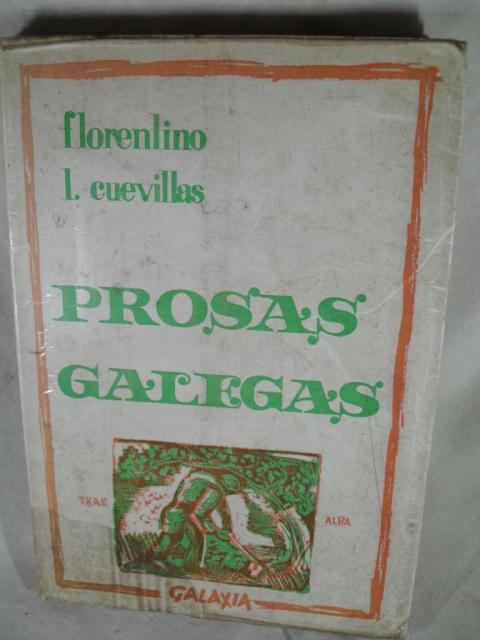 florentino
l. cuevillas
PROSAS
GALEGAS
TRAS ALBA
GALAXIA